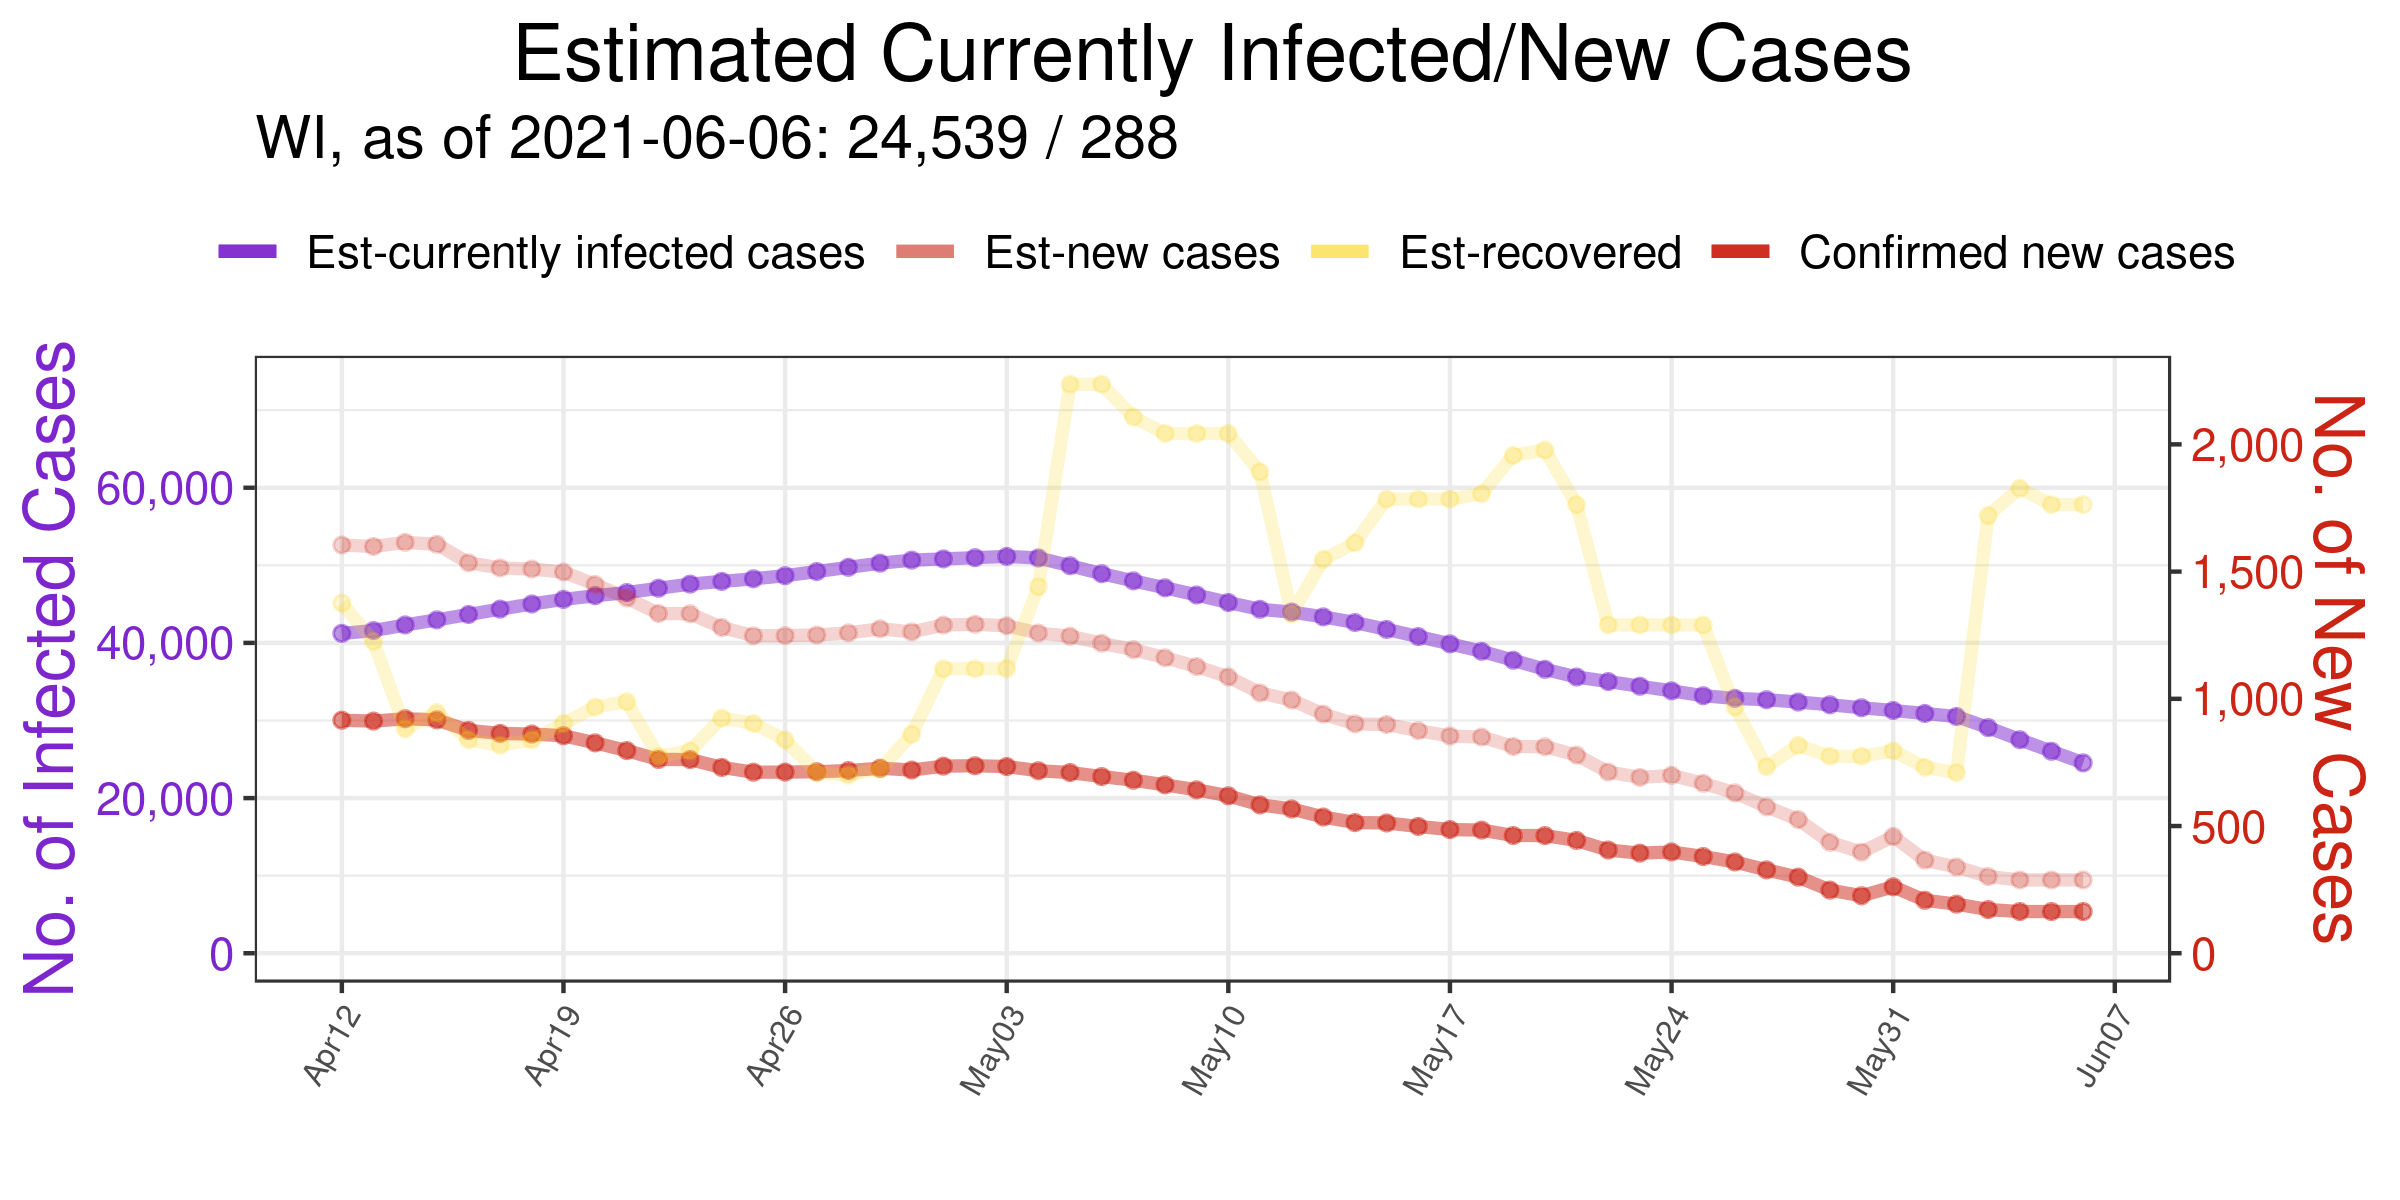 Estimated Currently Infected/New Cases
WI, as of 2021-06-06: 24,539 / 288
Est-currently infected cases Est-new cases Est-recovered Confirmed new cases
No. of Infected Cases
60,000
40,000
20,000
0
2,000
1,500
1,000
500
0
No. of New Cases
Apr12 Apr19 Apr26 May03 May10 May17 May24 May31 Jun07